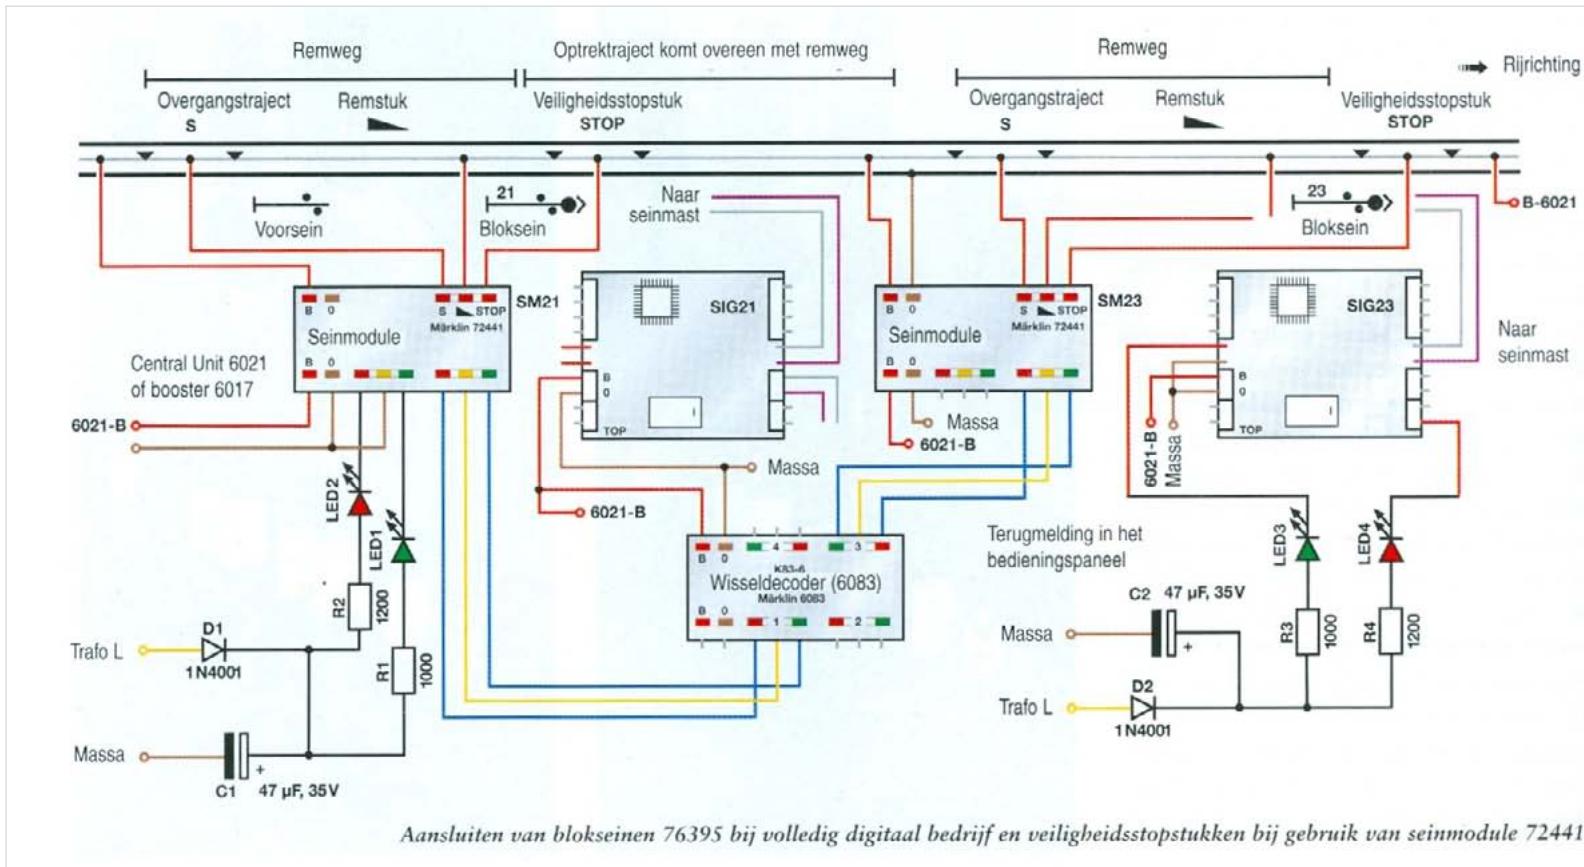 Remweg
Optrektraject komt overeen met remweg
Remweg
Rijrichting
Overgangstraject
S
Remstuk
Veiligheidsstopstuk
STOP
Overgangstraject
S
Remstuk
Veiligheidsstopstuk
STOP
Voorsein
21
Bloksein
Naar
seinmast
23
Bloksein
B-6021
B 0
S STOP
Märklin 72441
Seinmodule
B 0
SM21
SIG21
B
0
TOP
B 0
S STOP
Märklin 72441
Seinmodule
B 0
SM23
SIG23
B
0
TOP
Naar
seinmast
Central Unit 6021
of booster 6017
6021-B
Massa
6021-B
6021-B
Massa
Massa
6021-B
LED2
LED1
R2
1200
R1
1000
B 0 4 3
K83-6
Wisseldecoder (6083)
Märklin 6083
B 0 1 2
Terugmelding in het
bedieningspaneel
LED3
LED4
R3
1000
R4
1200
Trafo L
D1
1N4001
Massa
C1
+
47 µF, 35V
Massa
C2
47 µF, 35V
+
Trafo L
D2
1N4001
Aansluiten van blokseinen 76395 bij volledig digitaal bedrijf en veiligheidsstopstukken bij gebruik van seinmodule 72441